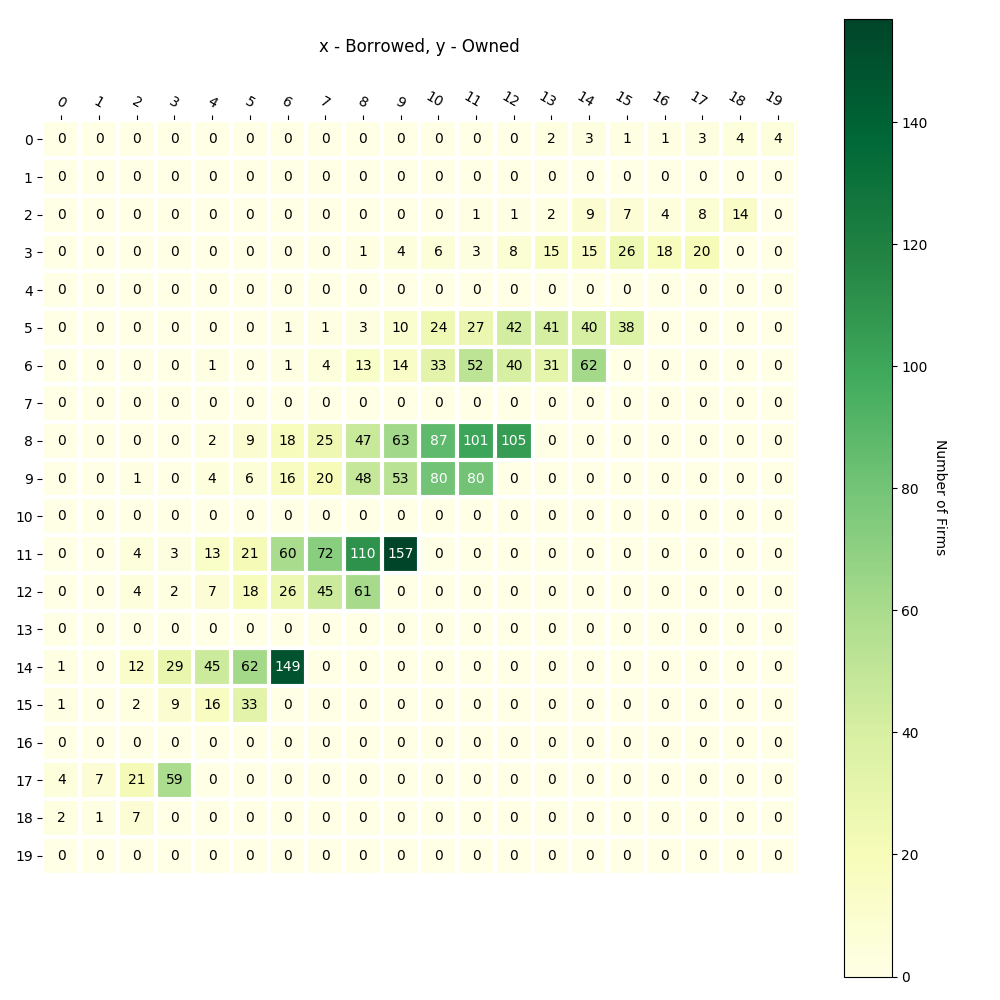 x - Borrowed, y - Owned
0 1 2 3 4 5 6 7 8 9 10 11 12 13 14 15 16 17 18 19
0 0 0 0 0 0 0 0 0 0 0 0 0 0 2 3 1 1 3 4 4
1 0 0 0 0 0 0 0 0 0 0 0 0 0 0 0 0 0 0 0 0
2 0 0 0 0 0 0 0 0 0 0 0 1 1 2 9 7 4 8 14 0
3 0 0 0 0 0 0 0 0 1 4 6 3 8 15 15 26 18 20 0 0
4 0 0 0 0 0 0 0 0 0 0 0 0 0 0 0 0 0 0 0 0
5 0 0 0 0 0 0 1 1 3 10 24 27 42 41 40 38 0 0 0 0
6 0 0 0 0 1 0 1 4 13 14 33 52 40 31 62 0 0 0 0 0
7 0 0 0 0 0 0 0 0 0 0 0 0 0 0 0 0 0 0 0 0
8 0 0 0 0 2 9 18 25 47 63 87 101 105 0 0 0 0 0 0 0
9 0 0 1 0 4 6 16 20 48 53 80 80 0 0 0 0 0 0 0 0
10 0 0 0 0 0 0 0 0 0 0 0 0 0 0 0 0 0 0 0 0
11 0 0 4 3 13 21 60 72 110 157 0 0 0 0 0 0 0 0 0 0
12 0 0 4 2 7 18 26 45 61 0 0 0 0 0 0 0 0 0 0 0
13 0 0 0 0 0 0 0 0 0 0 0 0 0 0 0 0 0 0 0 0
14 1 0 12 29 45 62 149 0 0 0 0 0 0 0 0 0 0 0 0 0
15 1 0 2 9 16 33 0 0 0 0 0 0 0 0 0 0 0 0 0 0
16 0 0 0 0 0 0 0 0 0 0 0 0 0 0 0 0 0 0 0 0
17 4 7 21 59 0 0 0 0 0 0 0 0 0 0 0 0 0 0 0 0
18 2 1 7 0 0 0 0 0 0 0 0 0 0 0 0 0 0 0 0 0
19 0 0 0 0 0 0 0 0 0 0 0 0 0 0 0 0 0 0 0 0
140
120
100
80
60
40
20
0
Number of Firms